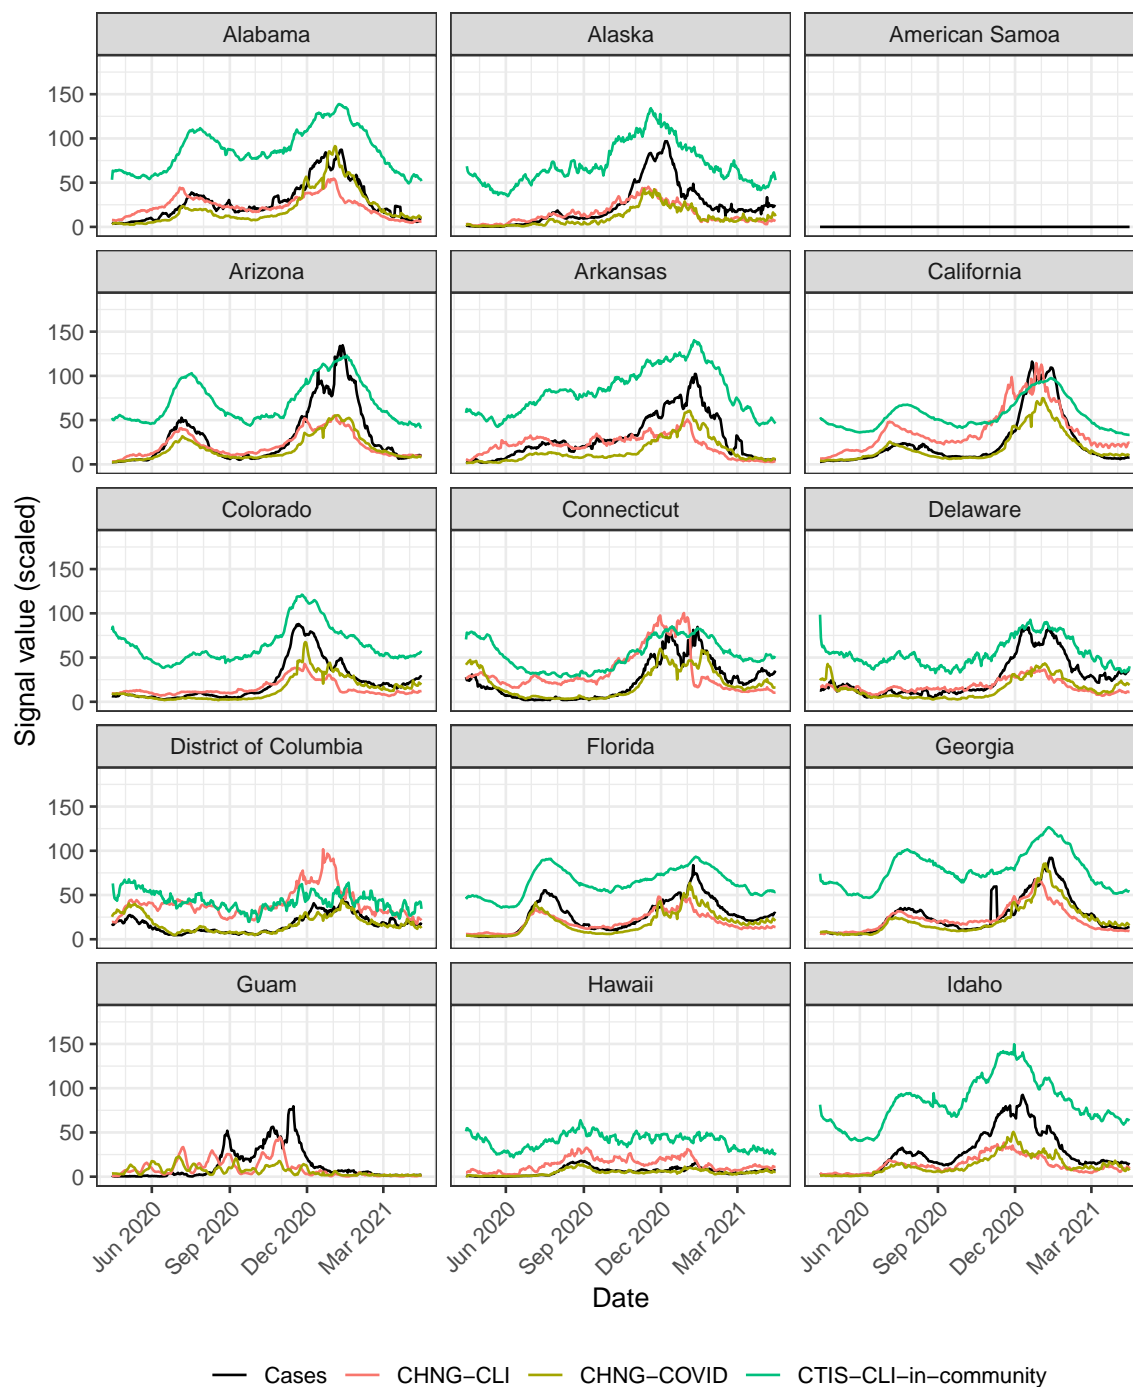 Alabama
Alaska
American Samoa
150
100
50
0
Arizona
Arkansas
California
150
100
50
0
Colorado
Connecticut
Delaware
150
100
50
0
District of Columbia
Florida
Georgia
150
100
50
0
Guam
Hawaii
Idaho
150
100
50
0
Signal value (scaled)
Jun 2020
Sep 2020
Dec 2020
Mar 2021
Jun 2020
Sep 2020
Dec 2020
Mar 2021
Jun 2020
Sep 2020
Dec 2020
Mar 2021
Date
Cases
CHNG-CLI
CHNG-COVID
CTIS-CLI-in-community